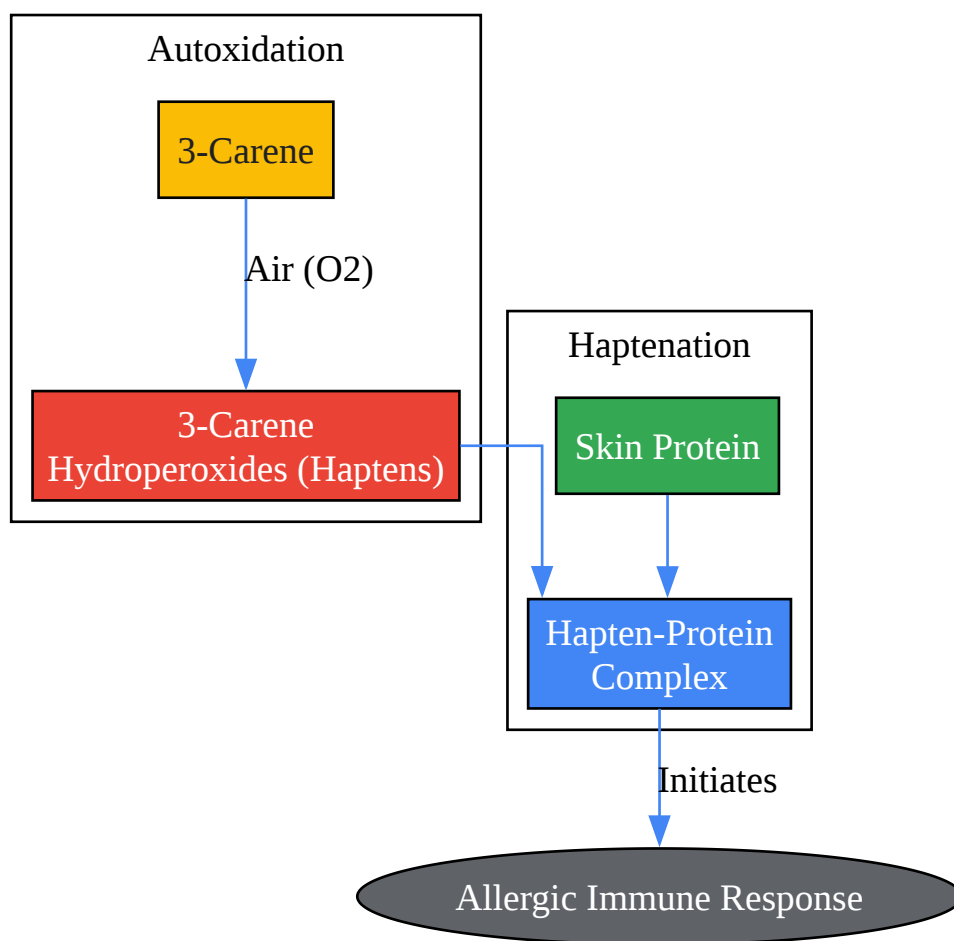 Autoxidation
3-Carene
Air (O2)
3-Carene
Hydroperoxides (Haptens)
Haptenation
Skin Protein
Hapten-Protein
Complex
Initiates
Allergic Immune Response